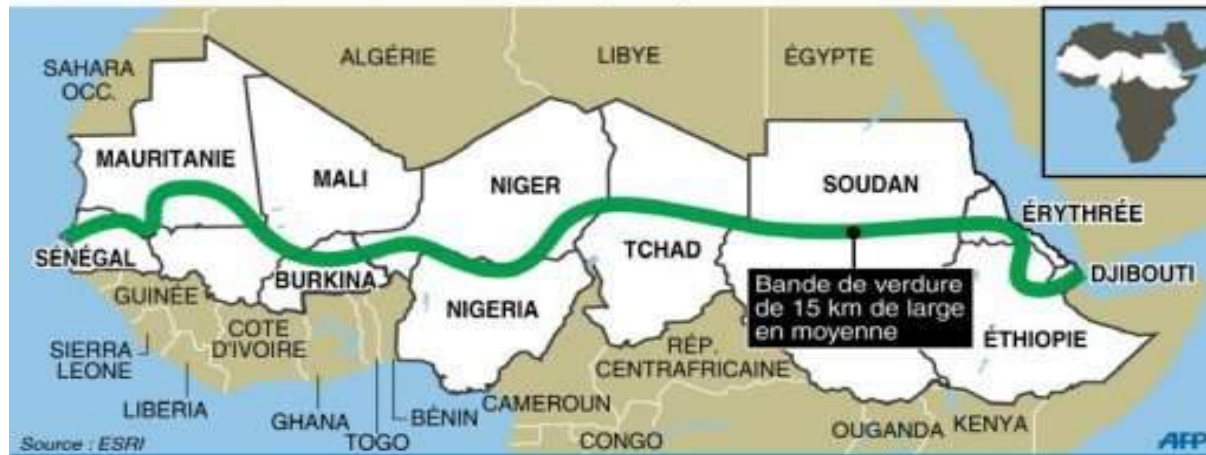 ALGÉRIE
LIBYE
ÉGYPTE
SAHARA
OCC.
MAURITANIE
MALI
NIGER
SOUDAN
ÉRYTHRÉE
SÉNÉGAL
BURKINA
TCHAD
DJIBOUTI
GUINÉE
NIGERIA
Bande de verdure
de 15 km de large
en moyenne
COTE
D'IVOIRE
SIERRA
LEONE
RÉP.
CENTRAFRICAINE
ÉTHIOPIE
LIBERIA
GHANA
TOGO
BÉNIN
CAMEROUN
CONGO
OUGANDA
KENYA
Source : ESRI
AFP